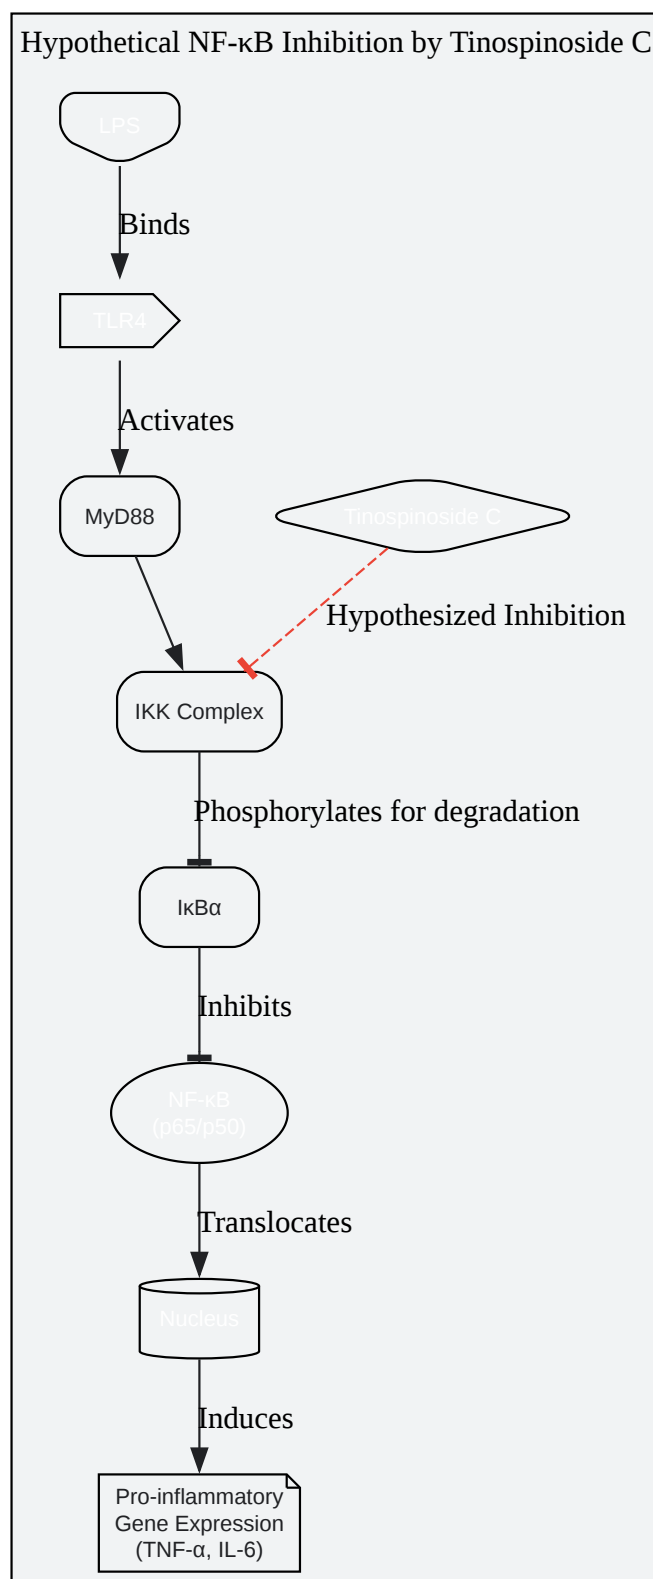 Hypothetical NF-κB Inhibition by Tinospinoside C
LPS
Binds
TLR4
Activates
MyD88
Tinospinoside C
Hypothesized Inhibition
IKK Complex
Phosphorylates for degradation
IκBα
Inhibits
NF-κB
(p65/p50)
Translocates
Nucleus
Induces
Pro-inflammatory
Gene Expression
(TNF-α, IL-6)